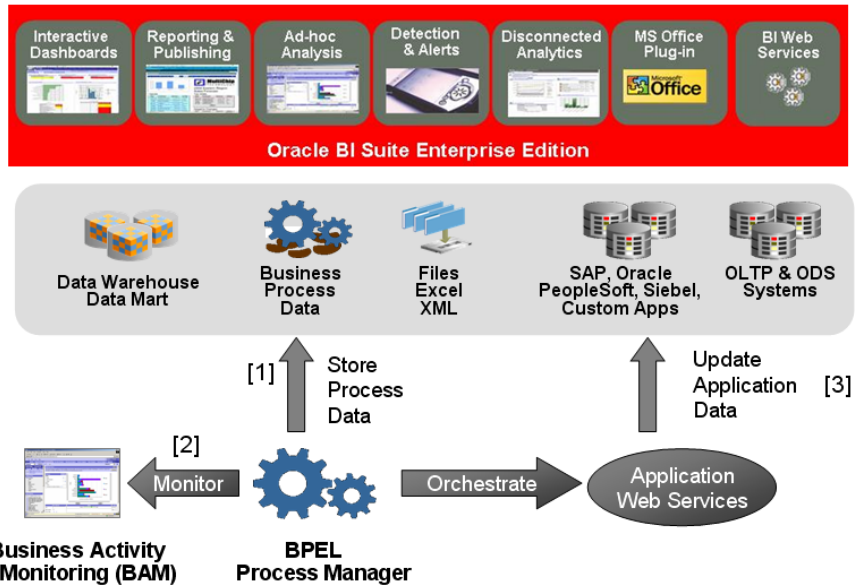 Interactive
Dashboards
Reporting &
Publishing
Ad-hoc
Analysis
Detection
& Alerts
Disconnected
Analytics
MS Office
Plug-in
BI Web
Services
Microsoft
Office
Oracle BI Suite Enterprise Edition
Data Warehouse
Data Mart
Business
Process
Data
Files
Excel
XML
SAP, Oracle
PeopleSoft, Siebel,
Custom Apps
OLTP & ODS
Systems
[1]
Store
Process
Data
Update
Application
Data
[3]
[2]
Monitor
Orchestrate
Application
Web Services
Business Activity
Monitoring (BAM)
BPEL
Process Manager